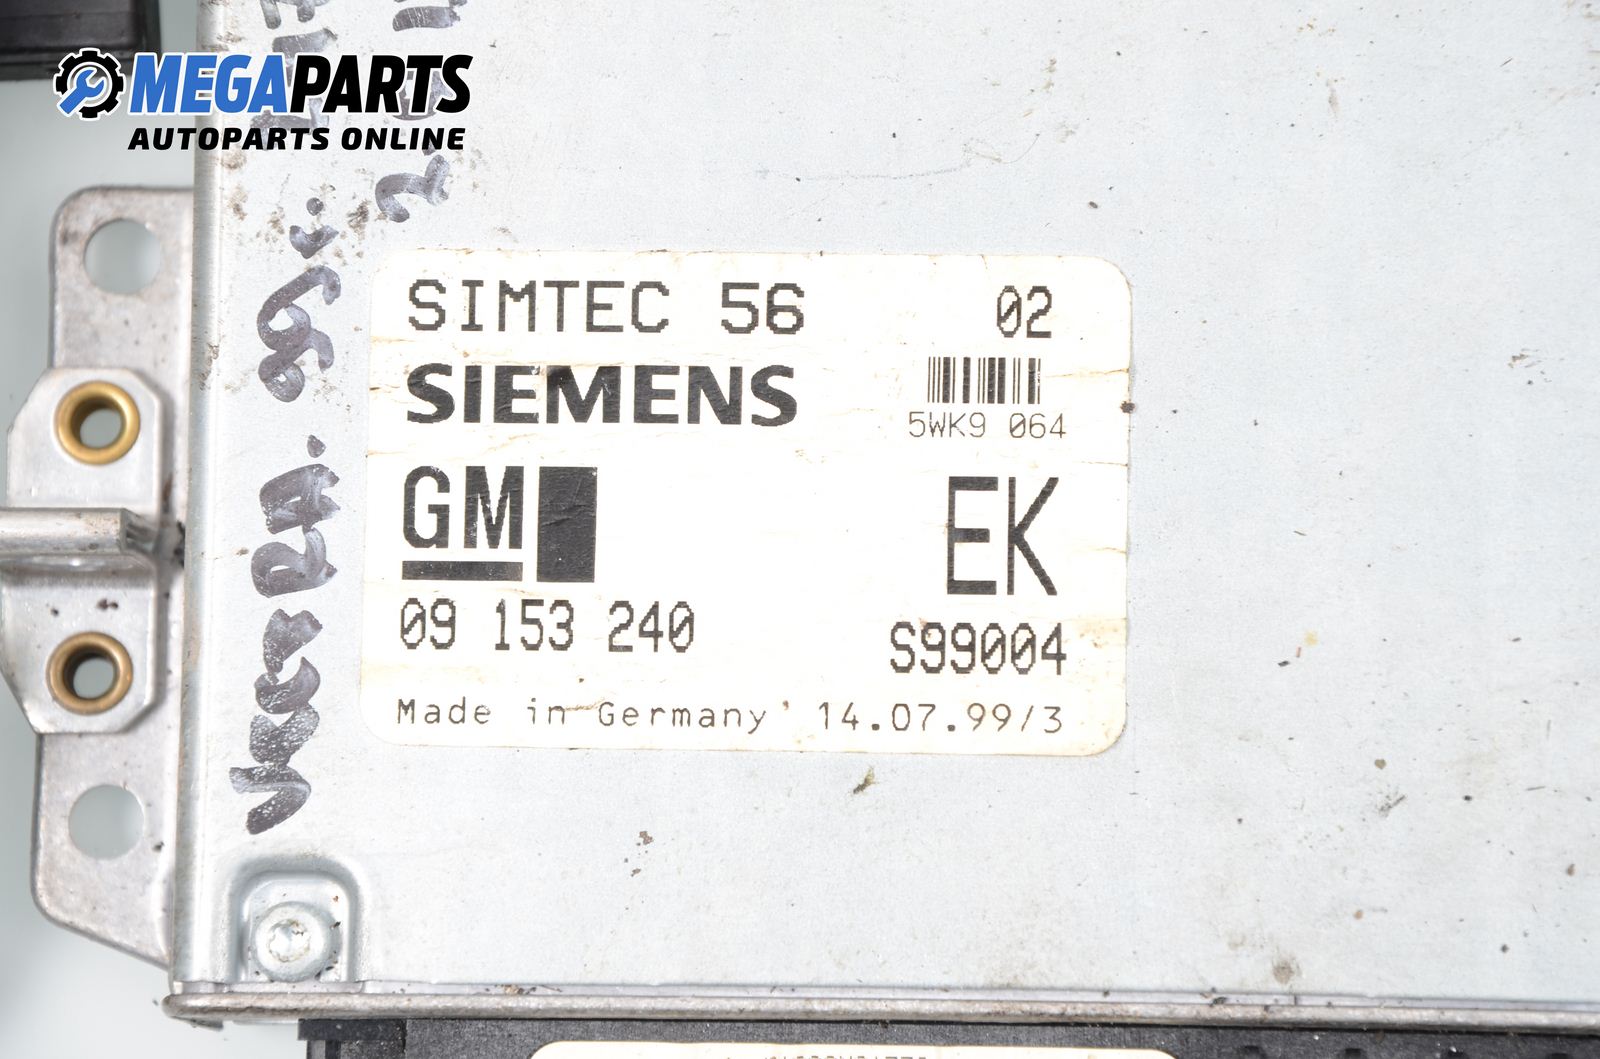 MEGAPARTS
AUTOPARTS ONLINE
SIMTEC 56 02
SIEMENS
5WK9 064
GM EK
09 153 240 S99004
Made in Germany 14.07.99/3
99г.